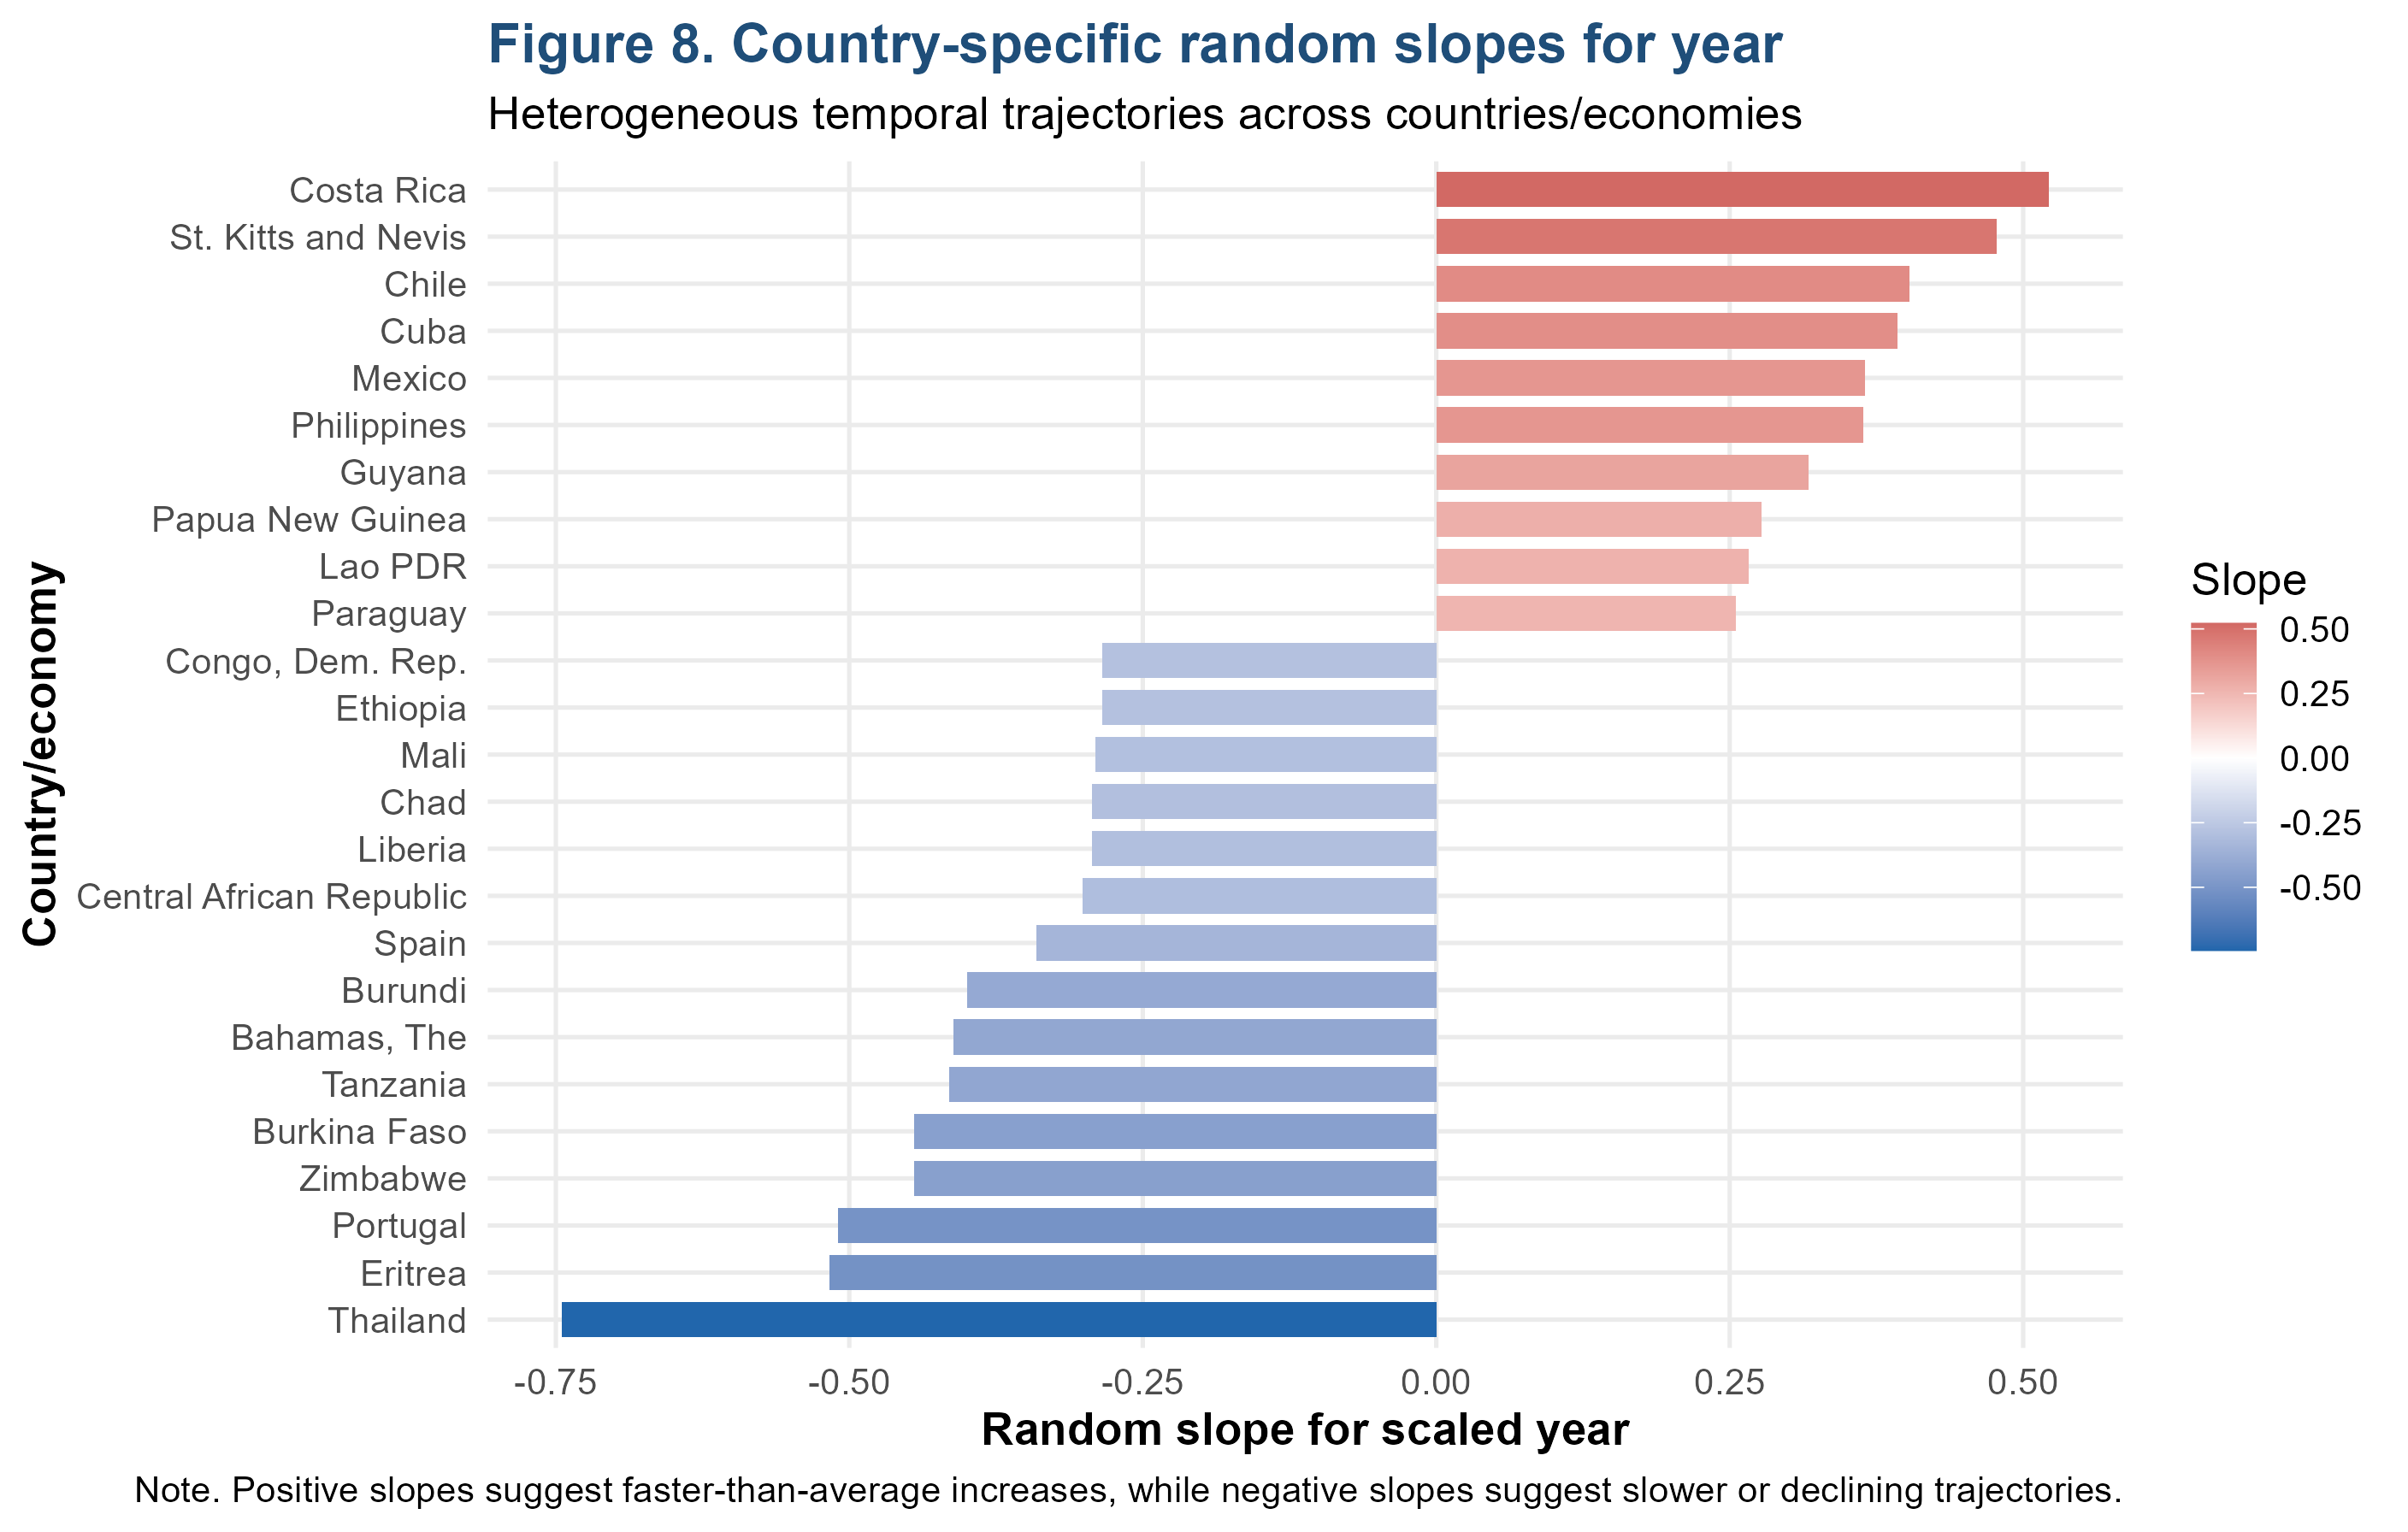 Figure 8. Country-specific random slopes for year
Heterogeneous temporal trajectories across countries/economies
Country/economy
Costa Rica
St. Kitts and Nevis
Chile
Cuba
Mexico
Philippines
Guyana
Papua New Guinea
Lao PDR
Paraguay
Congo, Dem. Rep.
Ethiopia
Mali
Chad
Liberia
Central African Republic
Spain
Burundi
Bahamas, The
Tanzania
Burkina Faso
Zimbabwe
Portugal
Eritrea
Thailand
-0.75 -0.50 -0.25 0.00 0.25 0.50
Random slope for scaled year
Slope
0.50
0.25
0.00
-0.25
-0.50
Note. Positive slopes suggest faster-than-average increases, while negative slopes suggest slower or declining trajectories.